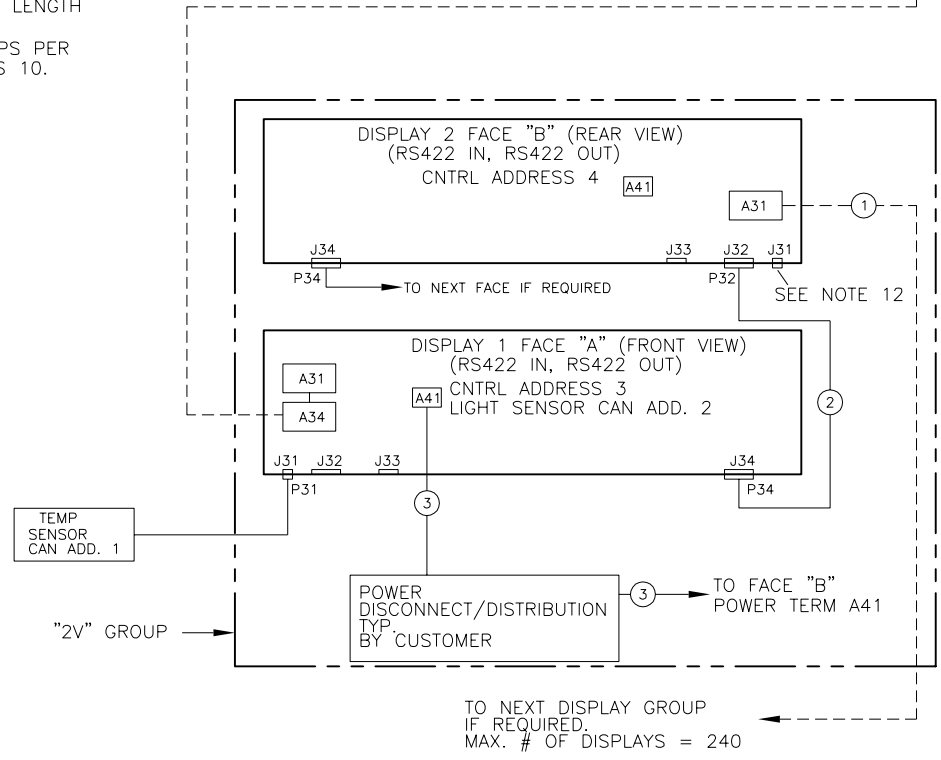 LENGTH
PS PER
S 10.
DISPLAY 2 FACE "B" (REAR VIEW)
(RS422 IN, RS422 OUT)
CNTRL ADDRESS 4
A41
A31
1
J34
J33
J32
J31
P34
TO NEXT FACE IF REQUIRED
P32
SEE NOTE 12
DISPLAY 1 FACE "A" (FRONT VIEW)
(RS422 IN, RS422 OUT)
A31
A41
CNTRL ADDRESS 3
LIGHT SENSOR CAN ADD. 2
A34
2
J31
J32
J33
J34
P31
P34
3
TEMP
SENSOR
CAN ADD. 1
POWER
DISCONNECT/DISTRIBUTION
TYP.
BY CUSTOMER
3
TO FACE "B"
POWER TERM A41
"2V" GROUP
TO NEXT DISPLAY GROUP
IF REQUIRED.
MAX. # OF DISPLAYS = 240